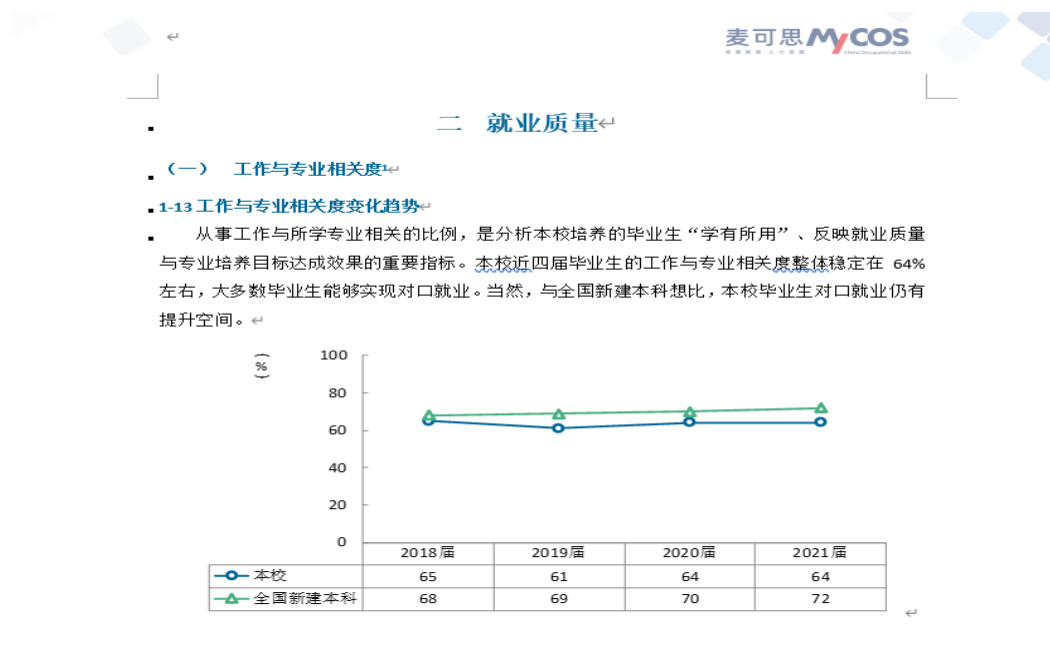 麦可思MyCOS
二 就业质量
（一） 工作与专业相关度1
1-13 工作与专业相关度变化趋势
从事工作与所学专业相关的比例，是分析本校培养的毕业生“学有所用”、反映就业质量
与专业培养目标达成效果的重要指标。本校近四届毕业生的工作与专业相关度整体稳定在 64%
左右，大多数毕业生能够实现对口就业。当然，与全国新建本科想比，本校毕业生对口就业仍有
提升空间。
(%)
100
80
60
40
20
0
2018届 2019届 2020届 2021届
本校 65 61 64 64
全国新建本科 68 69 70 72